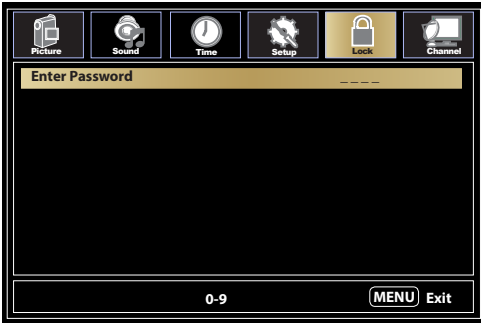 Picture Sound Time Setup Lock Channel
Enter Password _ _ _ _
0-9 MENU Exit